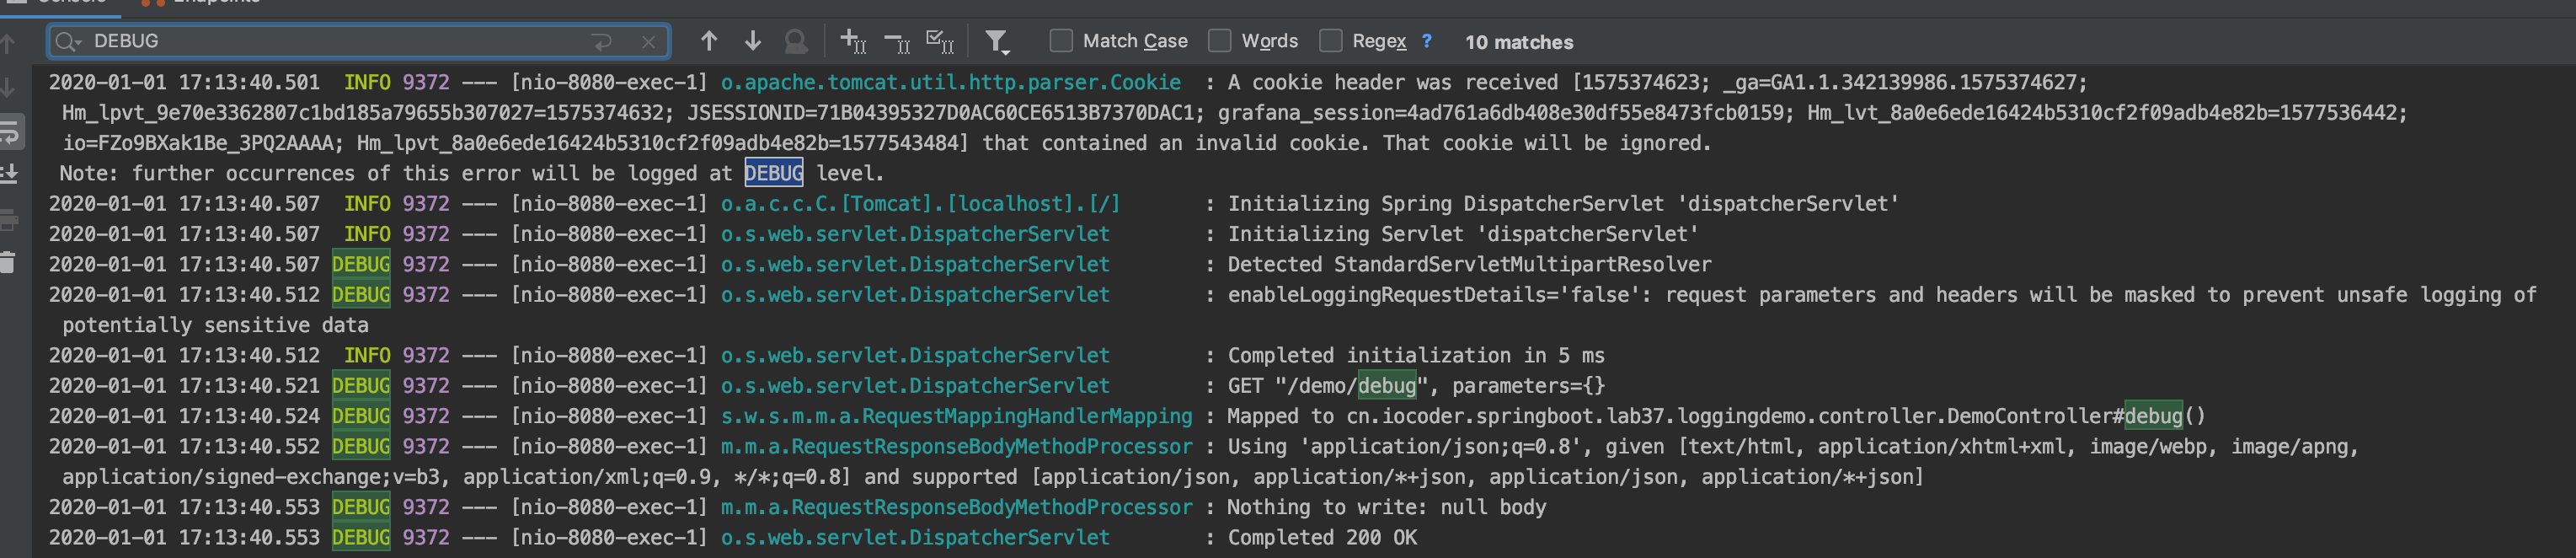 Console Endpoints
DEBUG Match Case Words Regex ? 10 matches
2020-01-01 17:13:40.501  INFO 9372 --- [nio-8080-exec-1] o.apache.tomcat.util.http.parser.Cookie  : A cookie header was received [1575374623; _ga=GA1.1.342139986.1575374627;
Hm_lpvt_9e70e3362807c1bd185a79655b307027=1575374632; JSESSIONID=71B04395327D0AC60CE6513B7370DAC1; grafana_session=4ad761a6db408e30df55e8473fcb0159; Hm_lvt_8a0e6ede16424b5310cf2f09adb4e82b=1577536442;
io=FZo9BXak1Be_3PQ2AAAA; Hm_lpvt_8a0e6ede16424b5310cf2f09adb4e82b=1577543484] that contained an invalid cookie. That cookie will be ignored.
Note: further occurrences of this error will be logged at DEBUG level.
2020-01-01 17:13:40.507  INFO 9372 --- [nio-8080-exec-1] o.a.c.c.C.[Tomcat].[localhost].[/]       : Initializing Spring DispatcherServlet 'dispatcherServlet'
2020-01-01 17:13:40.507  INFO 9372 --- [nio-8080-exec-1] o.s.web.servlet.DispatcherServlet        : Initializing Servlet 'dispatcherServlet'
2020-01-01 17:13:40.507 DEBUG 9372 --- [nio-8080-exec-1] o.s.web.servlet.DispatcherServlet        : Detected StandardServletMultipartResolver
2020-01-01 17:13:40.512 DEBUG 9372 --- [nio-8080-exec-1] o.s.web.servlet.DispatcherServlet        : enableLoggingRequestDetails='false': request parameters and headers will be masked to prevent unsafe logging of
potentially sensitive data
2020-01-01 17:13:40.512  INFO 9372 --- [nio-8080-exec-1] o.s.web.servlet.DispatcherServlet        : Completed initialization in 5 ms
2020-01-01 17:13:40.521 DEBUG 9372 --- [nio-8080-exec-1] o.s.web.servlet.DispatcherServlet        : GET "/demo/debug", parameters={}
2020-01-01 17:13:40.524 DEBUG 9372 --- [nio-8080-exec-1] s.w.s.m.m.a.RequestMappingHandlerMapping : Mapped to cn.iocoder.springboot.lab37.loggingdemo.controller.DemoController#debug()
2020-01-01 17:13:40.552 DEBUG 9372 --- [nio-8080-exec-1] m.m.a.RequestResponseBodyMethodProcessor : Using 'application/json;q=0.8', given [text/html, application/xhtml+xml, image/webp, image/apng,
application/signed-exchange;v=b3, application/xml;q=0.9, */*;q=0.8] and supported [application/json, application/*+json, application/json, application/*+json]
2020-01-01 17:13:40.553 DEBUG 9372 --- [nio-8080-exec-1] m.m.a.RequestResponseBodyMethodProcessor : Nothing to write: null body
2020-01-01 17:13:40.553 DEBUG 9372 --- [nio-8080-exec-1] o.s.web.servlet.DispatcherServlet        : Completed 200 OK